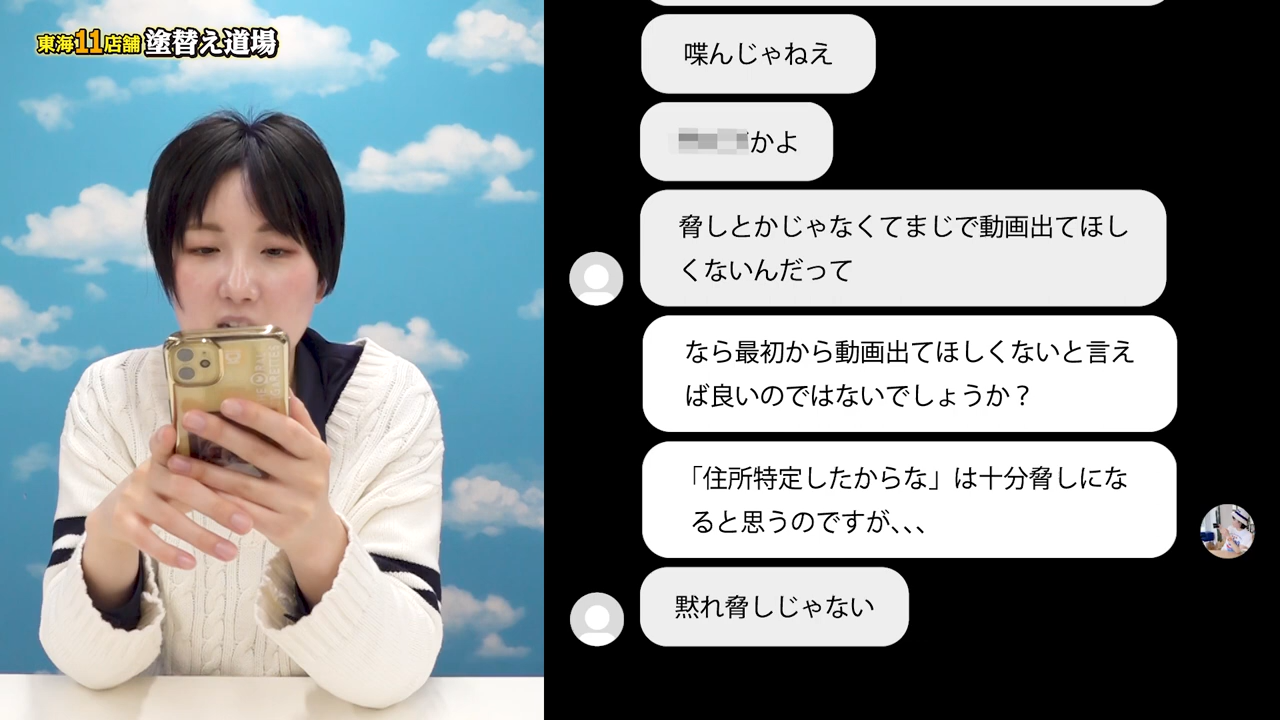 東海11店舗 塗替え道場
喋んじゃねえ
かよ
脅しとかじゃなくてまじで動画出てほし
くないんだって
なら最初から動画出てほしくないと言え
ば良いのではないでしょうか？
「住所特定したからな」は十分脅しにな
ると思うのですが、、、
黙れ脅しじゃない